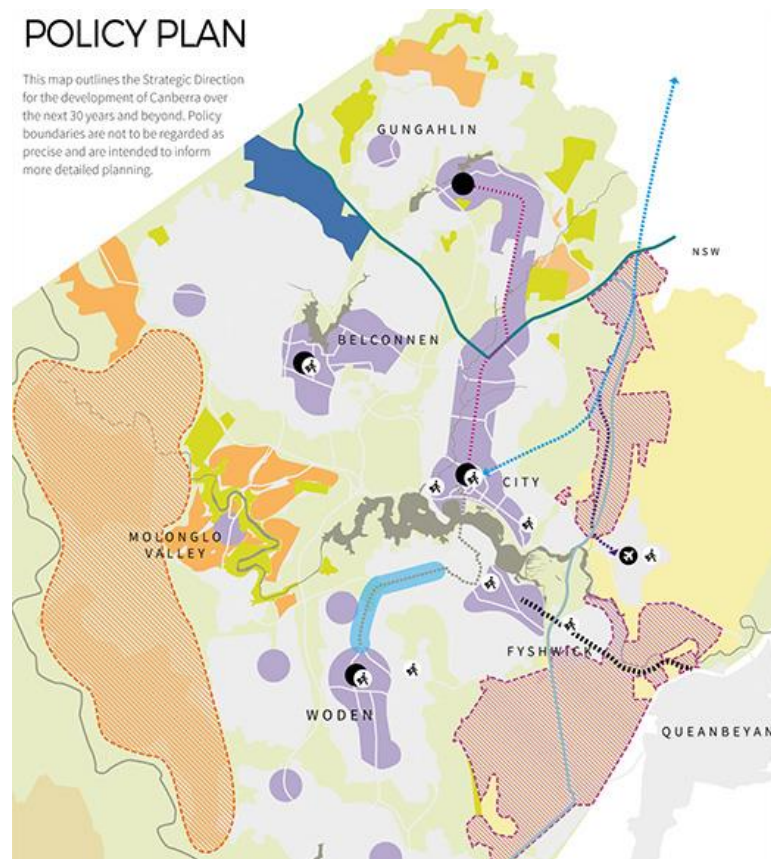 POLICY PLAN
This map outlines the Strategic Direction
for the development of Canberra over
the next 30 years and beyond. Policy
boundaries are not to be regarded as
precise and are intended to inform
more detailed planning.
GUNGAHLIN
NSW
BELCONNEN
CITY
MOLONGLO
VALLEY
FYSHWICK
WODEN
QUEANBEYAN